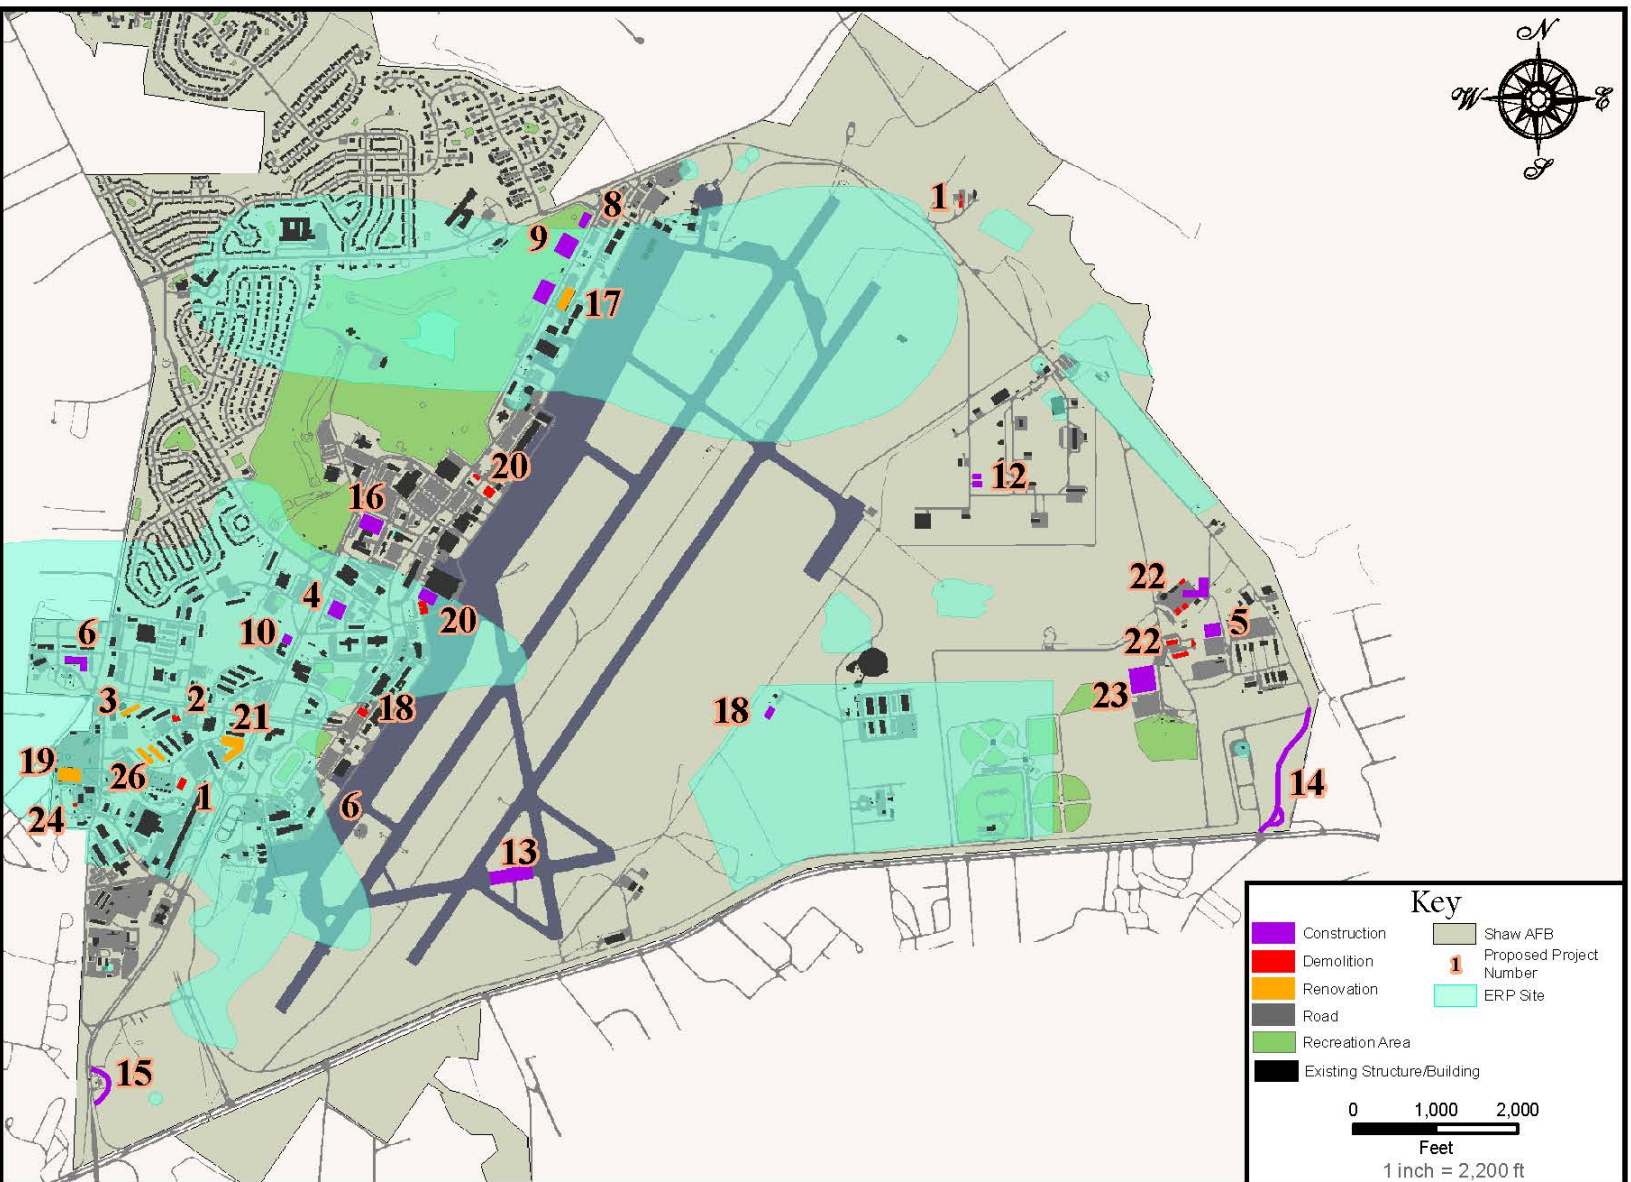 N
W
E
S
1
8
9
17
20
12
16
22
4
20
5
10
6
22
3
2
23
21
18
18
19
26
14
1
6
24
13
15
Key
Construction
Demolition
Renovation
Road
Recreation Area
Existing Structure/Building
Shaw AFB
1
Proposed Project
Number
ERP Site
0 1,000 2,000
Feet
1 inch = 2,200 ft